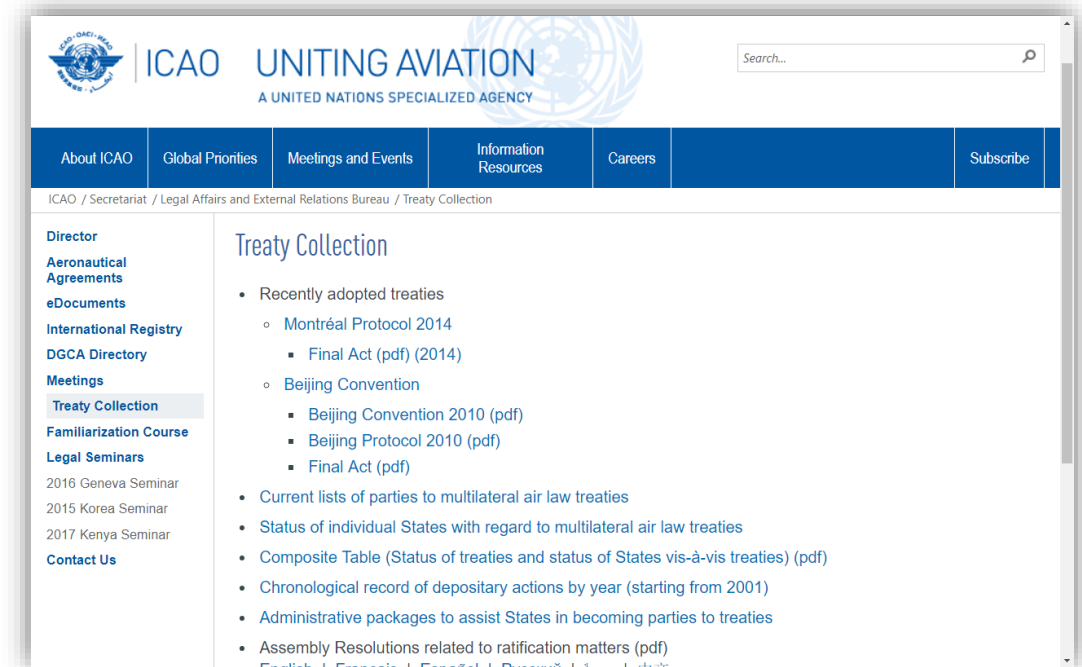 ICAO · OACI · ИКАО
ICAO
UNITING AVIATION
A UNITED NATIONS SPECIALIZED AGENCY
Search...
About ICAO
Global Priorities
Meetings and Events
Information
Resources
Careers
Subscribe
ICAO / Secretariat / Legal Affairs and External Relations Bureau / Treaty Collection
Director
Aeronautical
Agreements
eDocuments
International Registry
DGCA Directory
Meetings
Treaty Collection
Familiarization Course
Legal Seminars
2016 Geneva Seminar
2015 Korea Seminar
2017 Kenya Seminar
Contact Us
Treaty Collection
• Recently adopted treaties
Montréal Protocol 2014
Final Act (pdf) (2014)
Beijing Convention
Beijing Convention 2010 (pdf)
Beijing Protocol 2010 (pdf)
Final Act (pdf)
• Current lists of parties to multilateral air law treaties
• Status of individual States with regard to multilateral air law treaties
• Composite Table (Status of treaties and status of States vis-à-vis treaties) (pdf)
• Chronological record of depositary actions by year (starting from 2001)
• Administrative packages to assist States in becoming parties to treaties
• Assembly Resolutions related to ratification matters (pdf)
English | Français | Español | Русский |